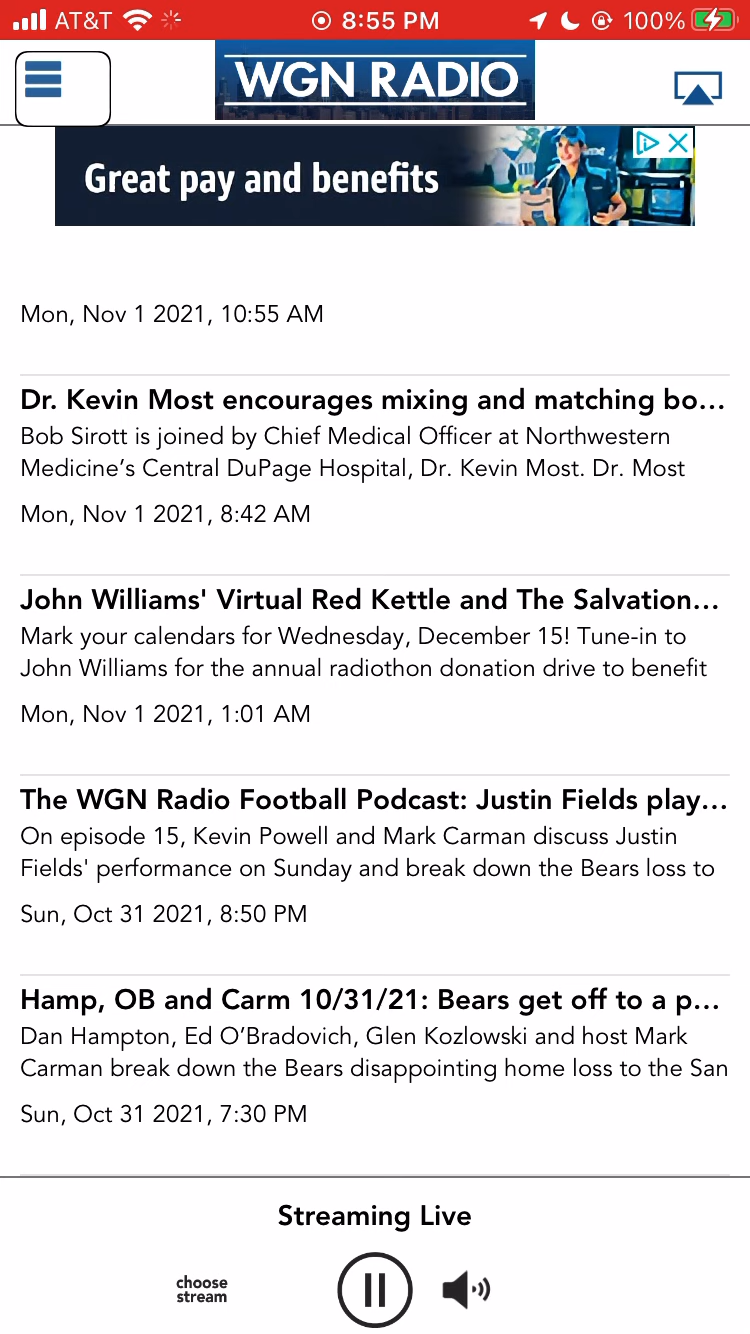 AT&T 8:55 PM 100%
WGN RADIO
Great pay and benefits
Mon, Nov 1 2021, 10:55 AM
Dr. Kevin Most encourages mixing and matching bo...
Bob Sirott is joined by Chief Medical Officer at Northwestern
Medicine's Central DuPage Hospital, Dr. Kevin Most. Dr. Most
Mon, Nov 1 2021, 8:42 AM
John Williams' Virtual Red Kettle and The Salvation...
Mark your calendars for Wednesday, December 15! Tune-in to
John Williams for the annual radiothon donation drive to benefit
Mon, Nov 1 2021, 1:01 AM
The WGN Radio Football Podcast: Justin Fields play...
On episode 15, Kevin Powell and Mark Carman discuss Justin
Fields' performance on Sunday and break down the Bears loss to
Sun, Oct 31 2021, 8:50 PM
Hamp, OB and Carm 10/31/21: Bears get off to a p...
Dan Hampton, Ed O'Bradovich, Glen Kozlowski and host Mark
Carman break down the Bears disappointing home loss to the San
Sun, Oct 31 2021, 7:30 PM
Streaming Live
choose
stream